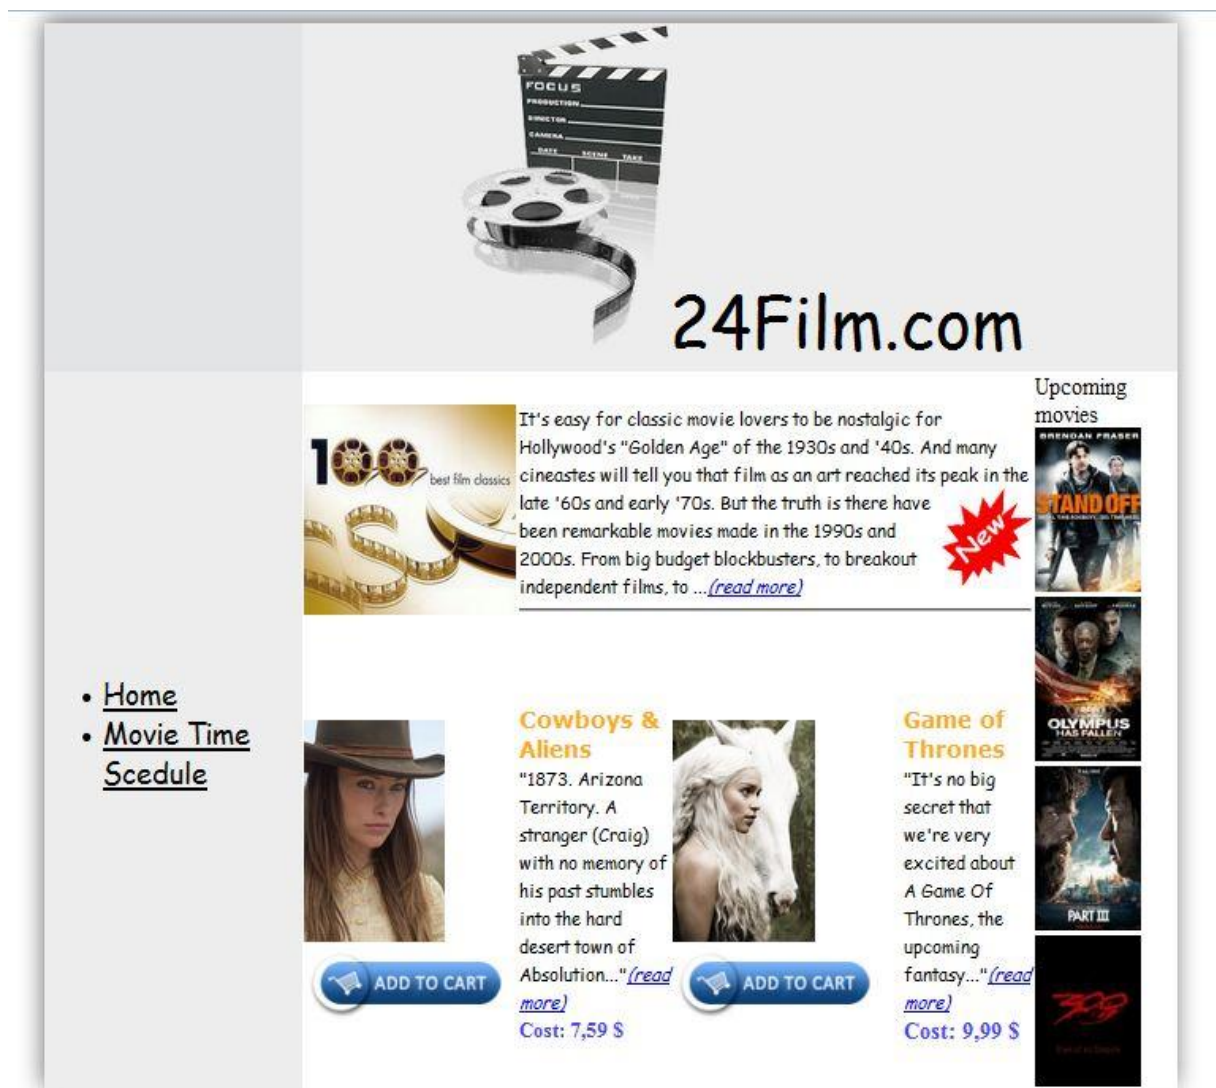 FOCUS
PRODUCTION
DIRECTOR
CAMERA
DATE SCENE TAKE
24Film.com
Home
Movie Time
Scedule
100 best film classics
It's easy for classic movie lovers to be nostalgic for
Hollywood's "Golden Age" of the 1930s and '40s. And many
cineastes will tell you that film as an art reached its peak in the
late '60s and early '70s. But the truth is there have
been remarkable movies made in the 1990s and
2000s. From big budget blockbusters, to breakout
independent films, to ...(read more)
New
Cowboys &
Aliens
"1873. Arizona
Territory. A
stranger (Craig)
with no memory of
his past stumbles
into the hard
desert town of
Absolution..."(read
more)
Cost: 7,59 $
ADD TO CART
Game of
Thrones
"It's no big
secret that
we're very
excited about
A Game Of
Thrones, the
upcoming
fantasy..."(read
more)
Cost: 9,99 $
ADD TO CART
Upcoming
movies
BRENDAN FRASER
STAND OFF
OLYMPUS
HAS FALLEN
PART III
300